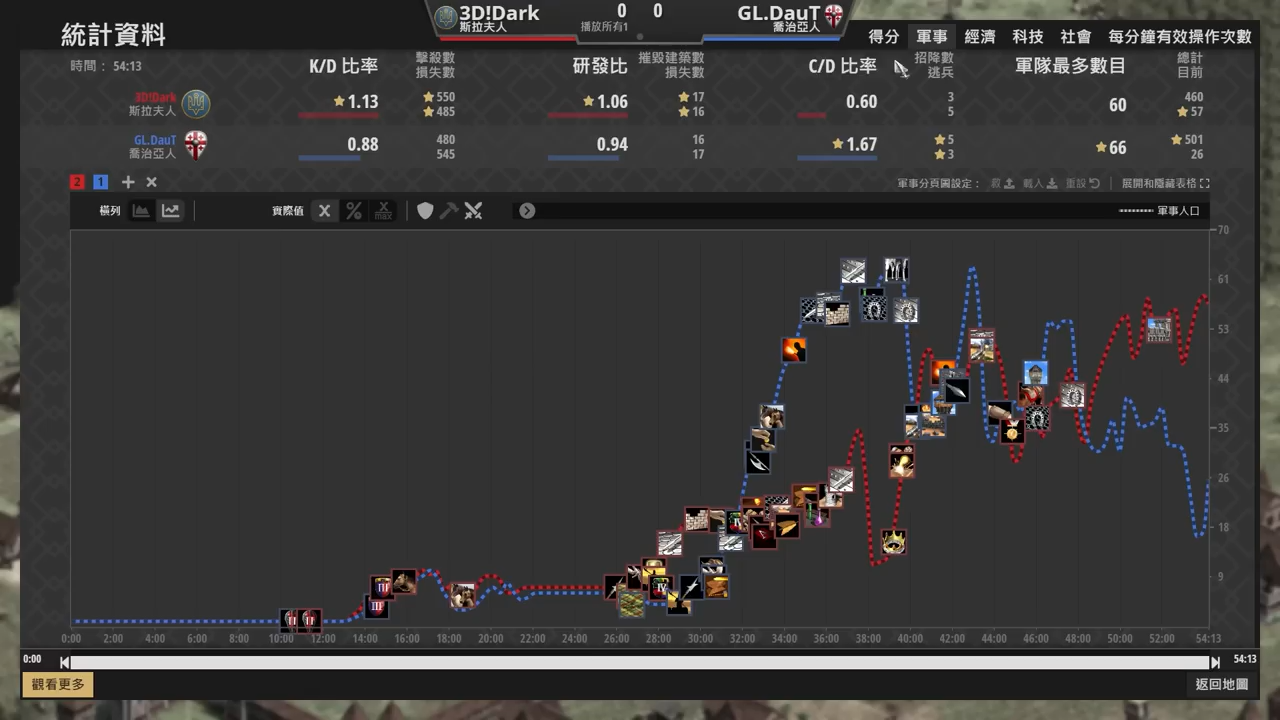 3D!Dark 0 0 GL.DauT
斯拉夫人 播放所有1 喬治亞人
統計資料
得分 軍事 經濟 科技 社會 每分鐘有效操作次數
時間： 54:13
K/D 比率 擊殺數 損失數 研發比 摧毀建築數 損失數 C/D 比率 招降數 逃兵 軍隊最多數目 總計 目前
3D!Dark
斯拉夫人
1.13 550 485 1.06 17 16 0.60 3 5 60 460 57
GL.DauT
喬治亞人
0.88 480 545 0.94 16 17 1.67 5 3 66 501 26
2 1
軍事分頁圖設定： 載入 重設 展開和隱藏表格
橫列 實際值 X % X max 軍事人口
70
61
53
44
35
26
18
9
0:00 2:00 4:00 6:00 8:00 10:00 12:00 14:00 16:00 18:00 20:00 22:00 24:00 26:00 28:00 30:00 32:00 34:00 36:00 38:00 40:00 42:00 44:00 46:00 48:00 50:00 52:00 54:13
0:00 54:13
觀看更多 返回地圖